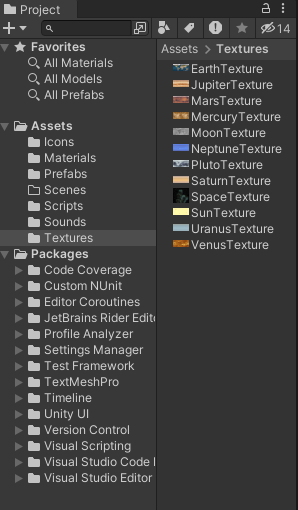 Project
14
Favorites
All Materials
All Models
All Prefabs
Assets
Icons
Materials
Prefabs
Scenes
Scripts
Sounds
Textures
Packages
Code Coverage
Custom NUnit
Editor Coroutines
JetBrains Rider Edito
Profile Analyzer
Settings Manager
Test Framework
TextMeshPro
Timeline
Unity UI
Version Control
Visual Scripting
Visual Studio Code
Visual Studio Editor
Assets > Textures
EarthTexture
JupiterTexture
MarsTexture
MercuryTexture
MoonTexture
NeptuneTexture
PlutoTexture
SaturnTexture
SpaceTexture
SunTexture
UranusTexture
VenusTexture